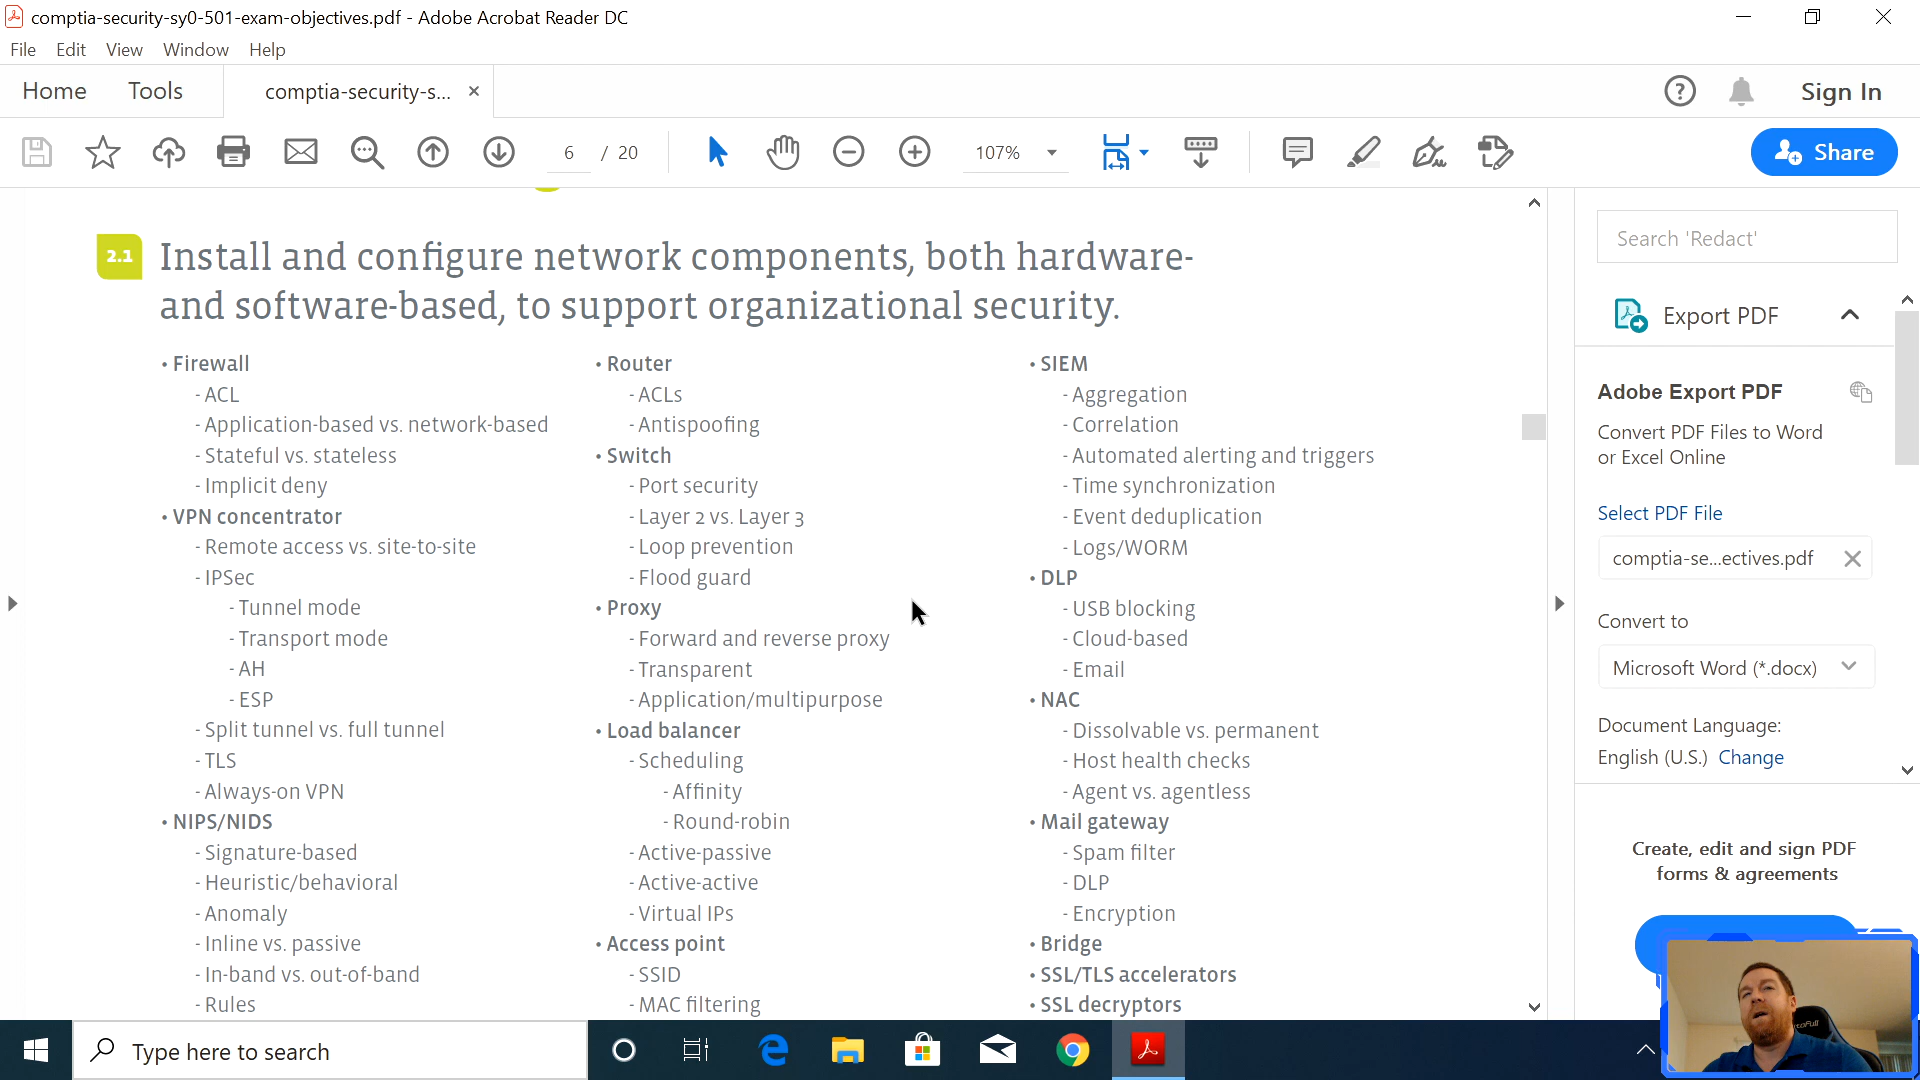 comptia-security-sy0-501-exam-objectives.pdf - Adobe Acrobat Reader DC
File Edit View Window Help
Home Tools comptia-security-s... × Sign In
6 / 20 107% Share
2.1 Install and configure network components, both hardware-
and software-based, to support organizational security.
• Firewall
- ACL
- Application-based vs. network-based
- Stateful vs. stateless
- Implicit deny
• VPN concentrator
- Remote access vs. site-to-site
- IPSec
- Tunnel mode
- Transport mode
- AH
- ESP
- Split tunnel vs. full tunnel
- TLS
- Always-on VPN
• NIPS/NIDS
- Signature-based
- Heuristic/behavioral
- Anomaly
- Inline vs. passive
- In-band vs. out-of-band
- Rules
• Router
- ACLs
- Antispoofing
• Switch
- Port security
- Layer 2 vs. Layer 3
- Loop prevention
- Flood guard
• Proxy
- Forward and reverse proxy
- Transparent
- Application/multipurpose
• Load balancer
- Scheduling
- Affinity
- Round-robin
- Active-passive
- Active-active
- Virtual IPs
• Access point
- SSID
- MAC filtering
• SIEM
- Aggregation
- Correlation
- Automated alerting and triggers
- Time synchronization
- Event deduplication
- Logs/WORM
• DLP
- USB blocking
- Cloud-based
- Email
• NAC
- Dissolvable vs. permanent
- Host health checks
- Agent vs. agentless
• Mail gateway
- Spam filter
- DLP
- Encryption
• Bridge
• SSL/TLS accelerators
• SSL decryptors
Search 'Redact'
Export PDF
Adobe Export PDF
Convert PDF Files to Word
or Excel Online
Select PDF File
comptia-se...ectives.pdf
Convert to
Microsoft Word (*.docx)
Document Language:
English (U.S.) Change
Create, edit and sign PDF
forms & agreements
Type here to search